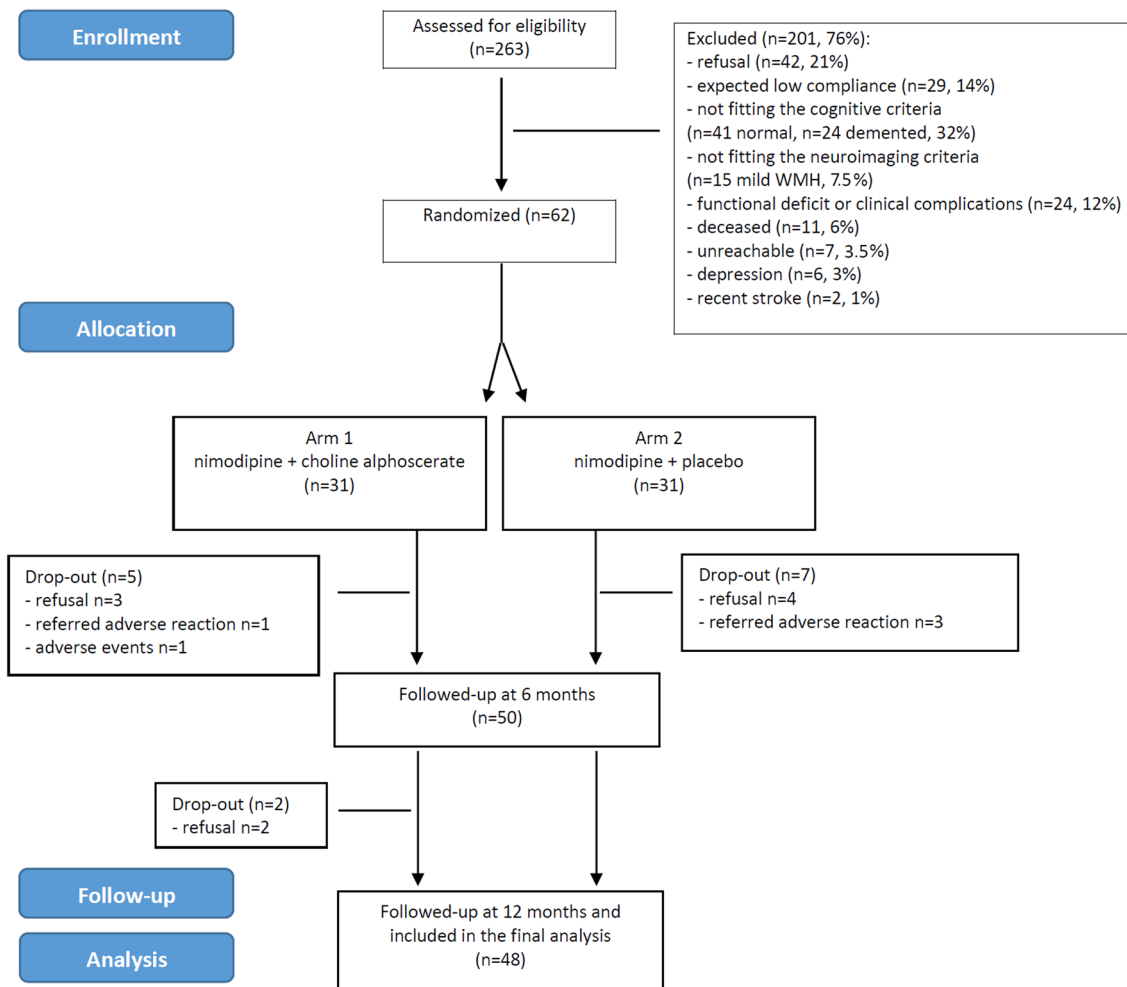 Enrollment
Assessed for eligibility
(n=263)
Excluded (n=201, 76%):
- refusal (n=42, 21%)
- expected low compliance (n=29, 14%)
- not fitting the cognitive criteria
(n=41 normal, n=24 demented, 32%)
- not fitting the neuroimaging criteria
(n=15 mild WMH, 7.5%)
- functional deficit or clinical complications (n=24, 12%)
- deceased (n=11, 6%)
- unreachable (n=7, 3.5%)
- depression (n=6, 3%)
- recent stroke (n=2, 1%)
Randomized (n=62)
Allocation
Arm 1
nimodipine + choline alphoscerate
(n=31)
Arm 2
nimodipine + placebo
(n=31)
Drop-out (n=5)
- refusal n=3
- referred adverse reaction n=1
- adverse events n=1
Drop-out (n=7)
- refusal n=4
- referred adverse reaction n=3
Followed-up at 6 months
(n=50)
Drop-out (n=2)
- refusal n=2
Follow-up
Followed-up at 12 months and
included in the final analysis
(n=48)
Analysis